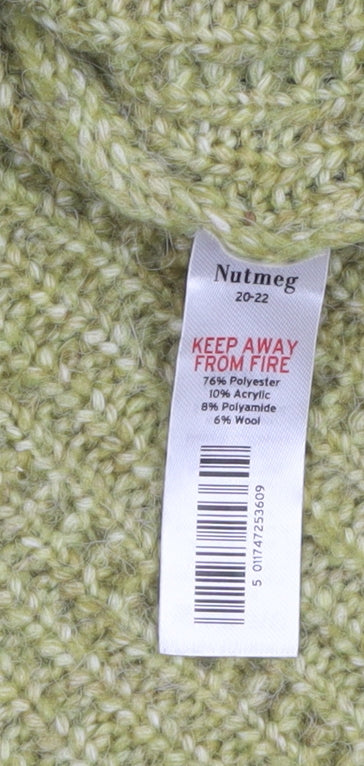 Nutmeg
20-22
KEEP AWAY
FROM FIRE
76% Polyester
10% Acrylic
8% Polyamide
6% Wool
5 011747253609